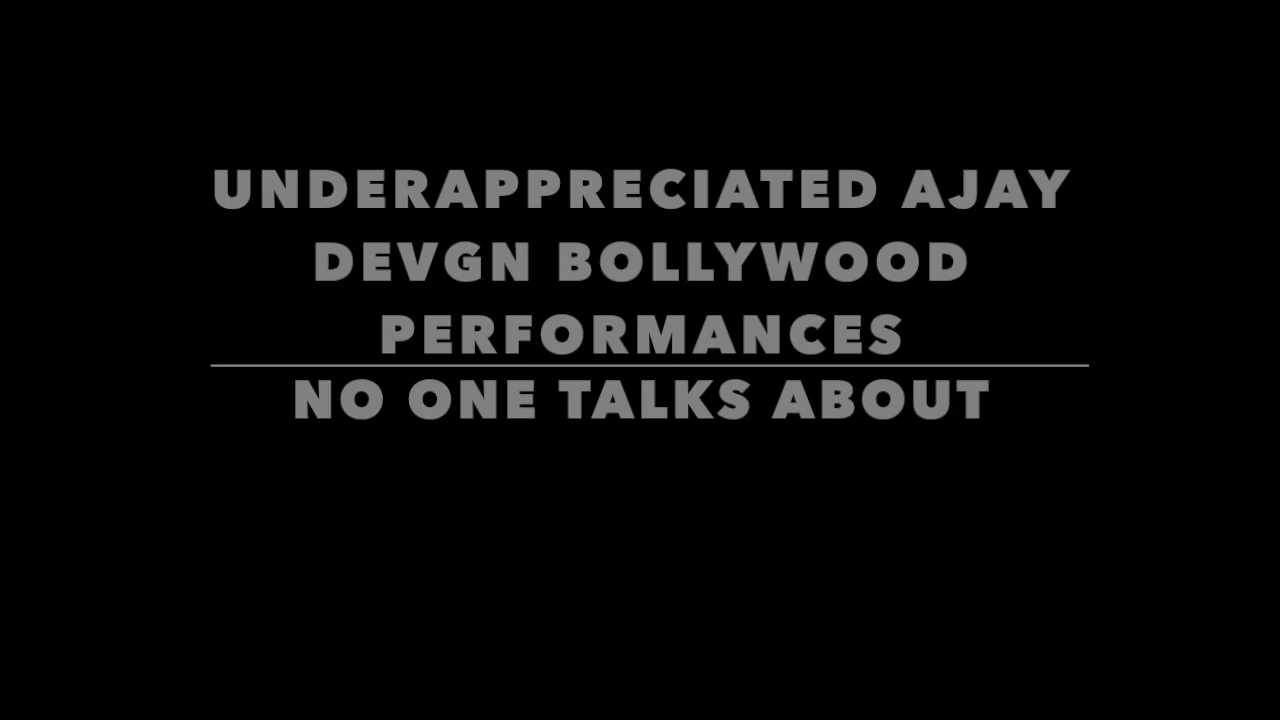 UNDERAPPRECIATED AJAY
DEVGN BOLLYWOOD
PERFORMANCES
NO ONE TALKS ABOUT